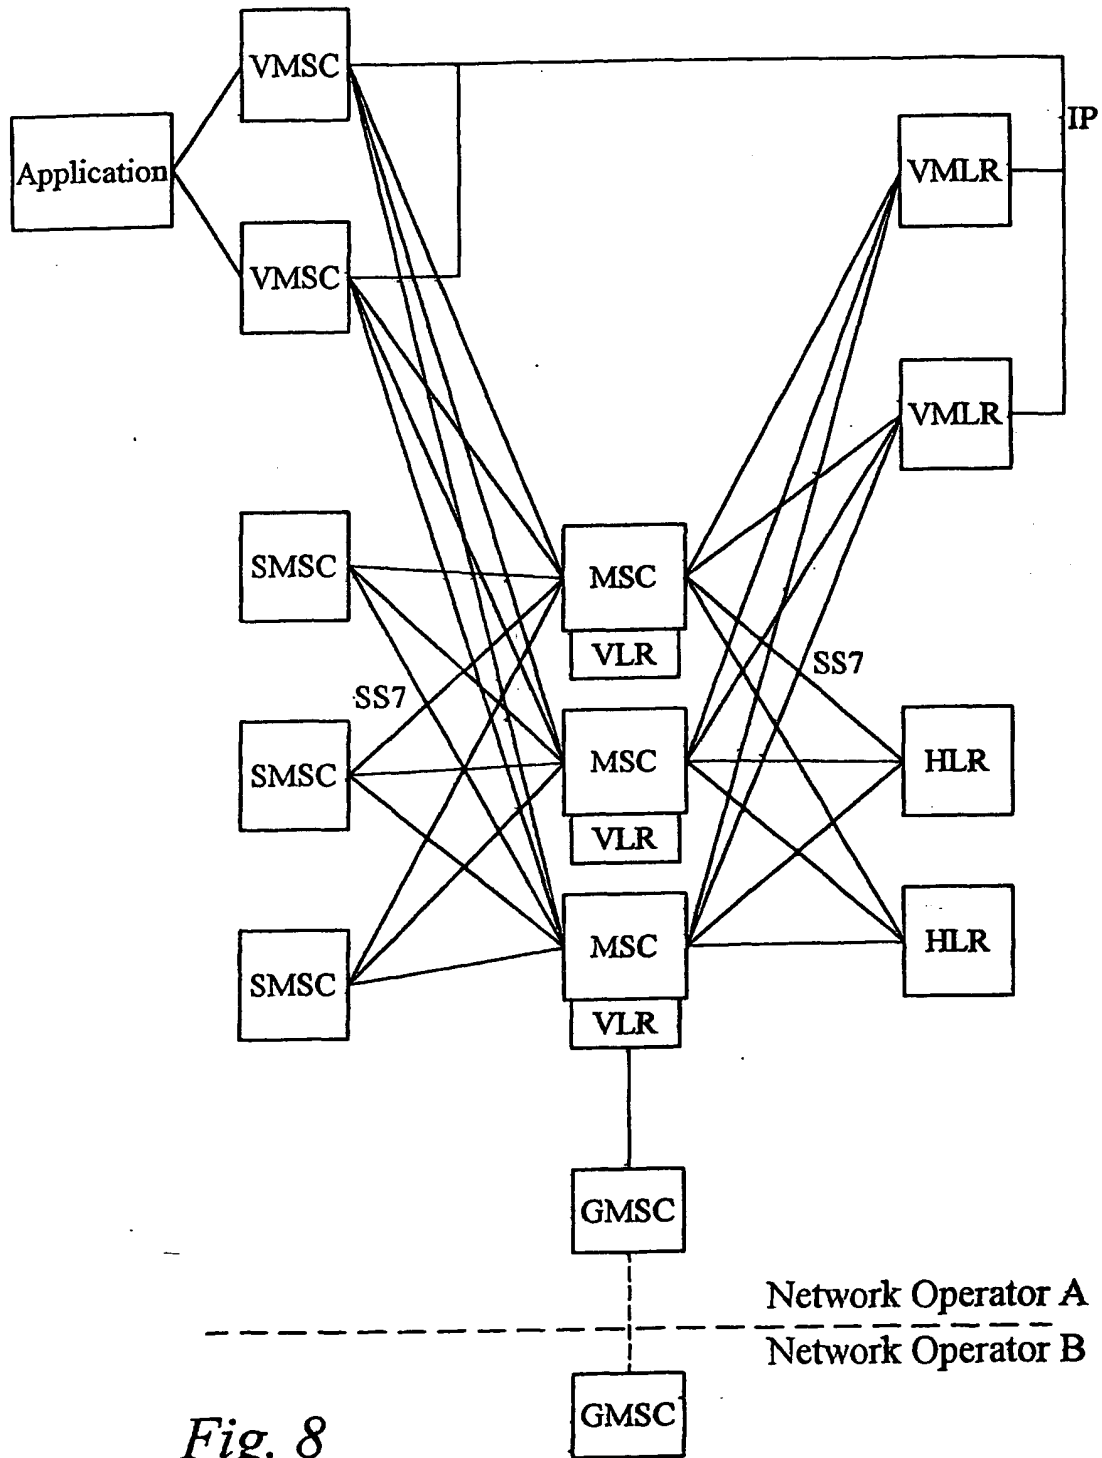 VMSC
IP
Application
VMLR
VMSC
VMLR
SMSC
MSC
VLR
SS7
SS7
SMSC
MSC
HLR
VLR
SMSC
MSC
HLR
VLR
GMSC
Network Operator A
Network Operator B
GMSC
Fig. 8